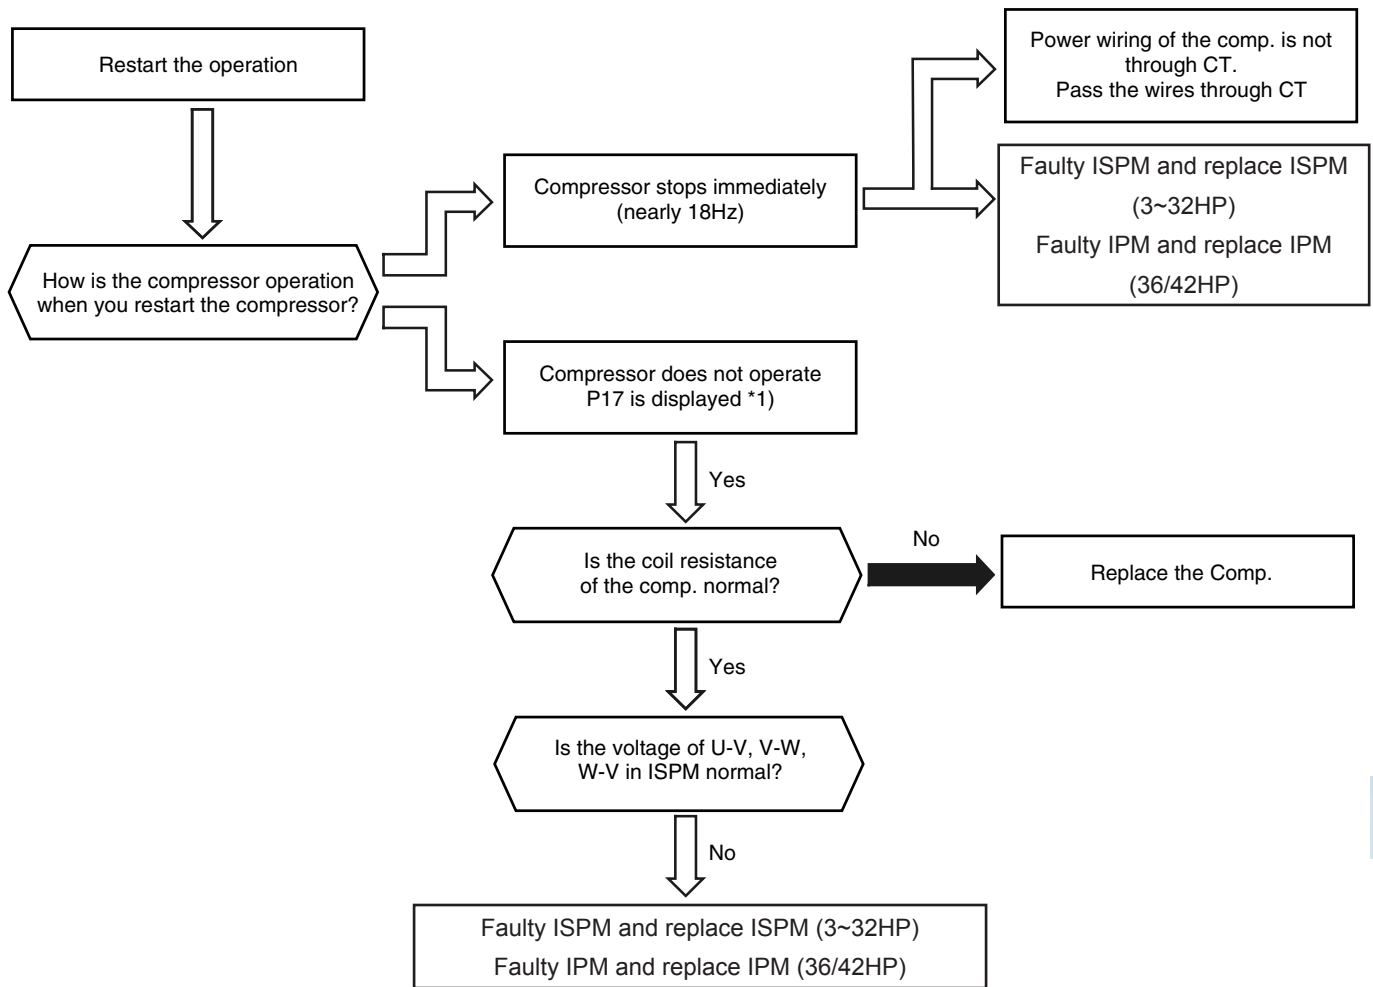 Restart the operation
Power wiring of the comp. is not
through CT.
Pass the wires through CT
Compressor stops immediately
(nearly 18Hz)
Faulty ISPM and replace ISPM
(3~32HP)
Faulty IPM and replace IPM
(36/42HP)
How is the compressor operation
when you restart the compressor?
Compressor does not operate
P17 is displayed *1)
Yes
Is the coil resistance
of the comp. normal?
No
Replace the Comp.
Yes
Is the voltage of U-V, V-W,
W-V in ISPM normal?
No
Faulty ISPM and replace ISPM (3~32HP)
Faulty IPM and replace IPM (36/42HP)